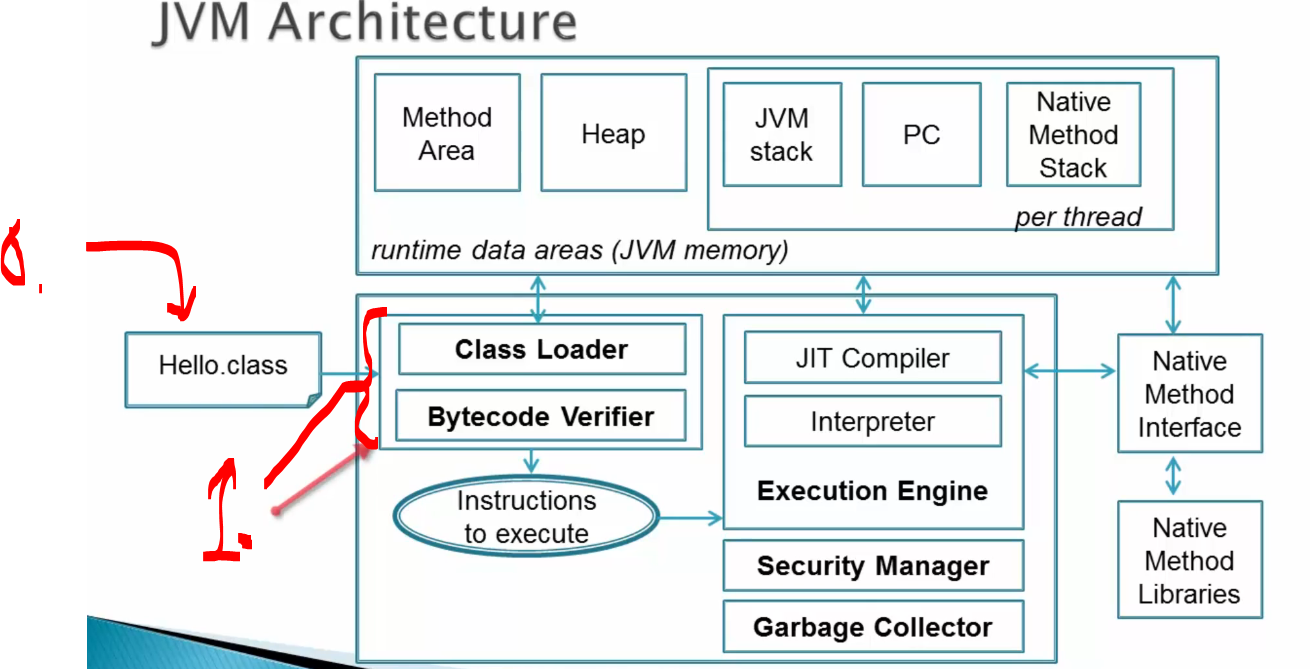 JVM Architecture
Method
Area
Heap
JVM
stack
PC
Native
Method
Stack
per thread
runtime data areas (JVM memory)
0.
Hello.class
1.
Class Loader
Bytecode Verifier
Instructions
to execute
JIT Compiler
Interpreter
Execution Engine
Security Manager
Garbage Collector
Native
Method
Interface
Native
Method
Libraries